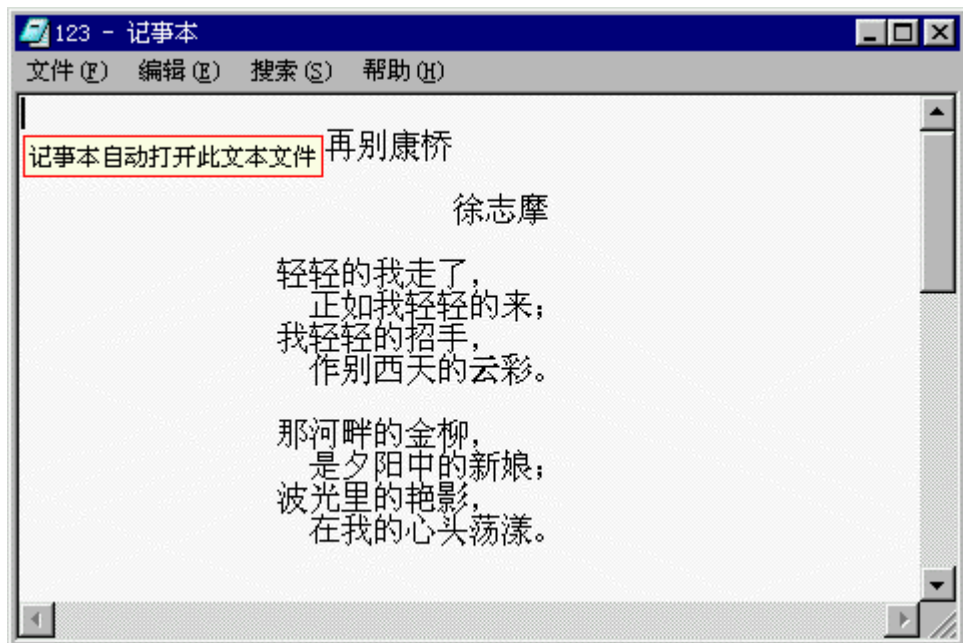 123 - 记事本
文件(F) 编辑(E) 搜索(S) 帮助(H)
记事本自动打开此文本文件
再别康桥
徐志摩
轻轻的我走了，
正如我轻轻的来；
我轻轻的招手，
作别西天的云彩。
那河畔的金柳，
是夕阳中的新娘；
波光里的艳影，
在我的心头荡漾。